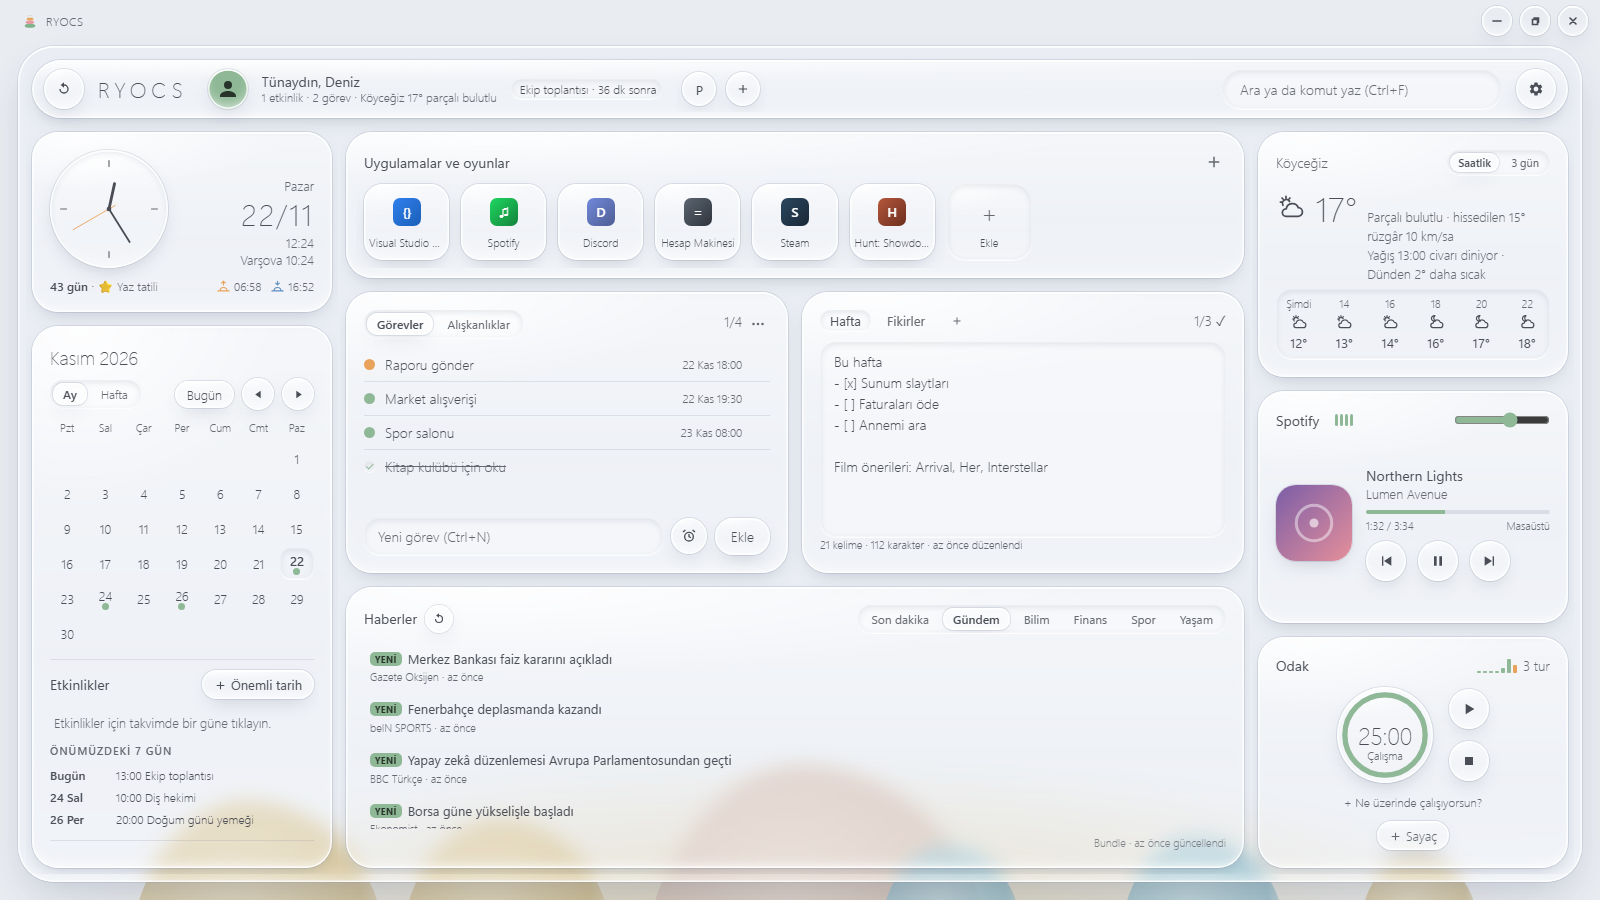 RYOCS
RYOCS
Tünaydın, Deniz
1 etkinlik · 2 görev · Köyceğiz 17° parçalı bulutlu
Ekip toplantısı · 36 dk sonra
P
+
Ara ya da komut yaz (Ctrl+F)
Pazar
22/11
12:24
Varşova 10:24
43 gün · ⭐ Yaz tatili
06:58
16:52
Kasım 2026
Ay
Hafta
Bugün
Pzt Sal Çar Per Cum Cmt Paz
1
2 3 4 5 6 7 8
9 10 11 12 13 14 15
16 17 18 19 20 21 22
23 24 25 26 27 28 29
30
Etkinlikler
+ Önemli tarih
Etkinlikler için takvimde bir güne tıklayın.
ÖNÜMÜZDEKİ 7 GÜN
Bugün 13:00 Ekip toplantısı
24 Sal 10:00 Diş hekimi
26 Per 20:00 Doğum günü yemeği
Uygulamalar ve oyunlar
+
{} Visual Studio ...
Spotify
D Discord
= Hesap Makinesi
S Steam
H Hunt: Showdo...
+ Ekle
Görevler
Alışkanlıklar
1/4 ...
Raporu gönder 22 Kas 18:00
Market alışverişi 22 Kas 19:30
Spor salonu 23 Kas 08:00
Kitap kulübü için oku
Yeni görev (Ctrl+N)
Ekle
Hafta
Fikirler
+
1/3 ✓
Bu hafta
- [x] Sunum slaytları
- [ ] Faturaları öde
- [ ] Annemi ara
Film önerileri: Arrival, Her, Interstellar
21 kelime · 112 karakter · az önce düzenlendi
Haberler
Son dakika Gündem Bilim Finans Spor Yaşam
YENİ Merkez Bankası faiz kararını açıkladı
Gazete Oksijen · az önce
YENİ Fenerbahçe deplasmanda kazandı
beIN SPORTS · az önce
YENİ Yapay zekâ düzenlemesi Avrupa Parlamentosundan geçti
BBC Türkçe · az önce
YENİ Borsa güne yükselişle başladı
Ekonomist · az önce
Bundle · az önce güncellendi
Köyceğiz
Saatlik
3 gün
17°
Parçalı bulutlu · hissedilen 15°
rüzgâr 10 km/sa
Yağış 13:00 civarı diniyor ·
Dünden 2° daha sıcak
Şimdi 14 16 18 20 22
12° 13° 14° 16° 17° 18°
Spotify
Northern Lights
Lumen Avenue
1:32 / 3:34
Masaüstü
Odak
3 tur
25:00
Çalışma
+ Ne üzerinde çalışıyorsun?
+ Sayaç